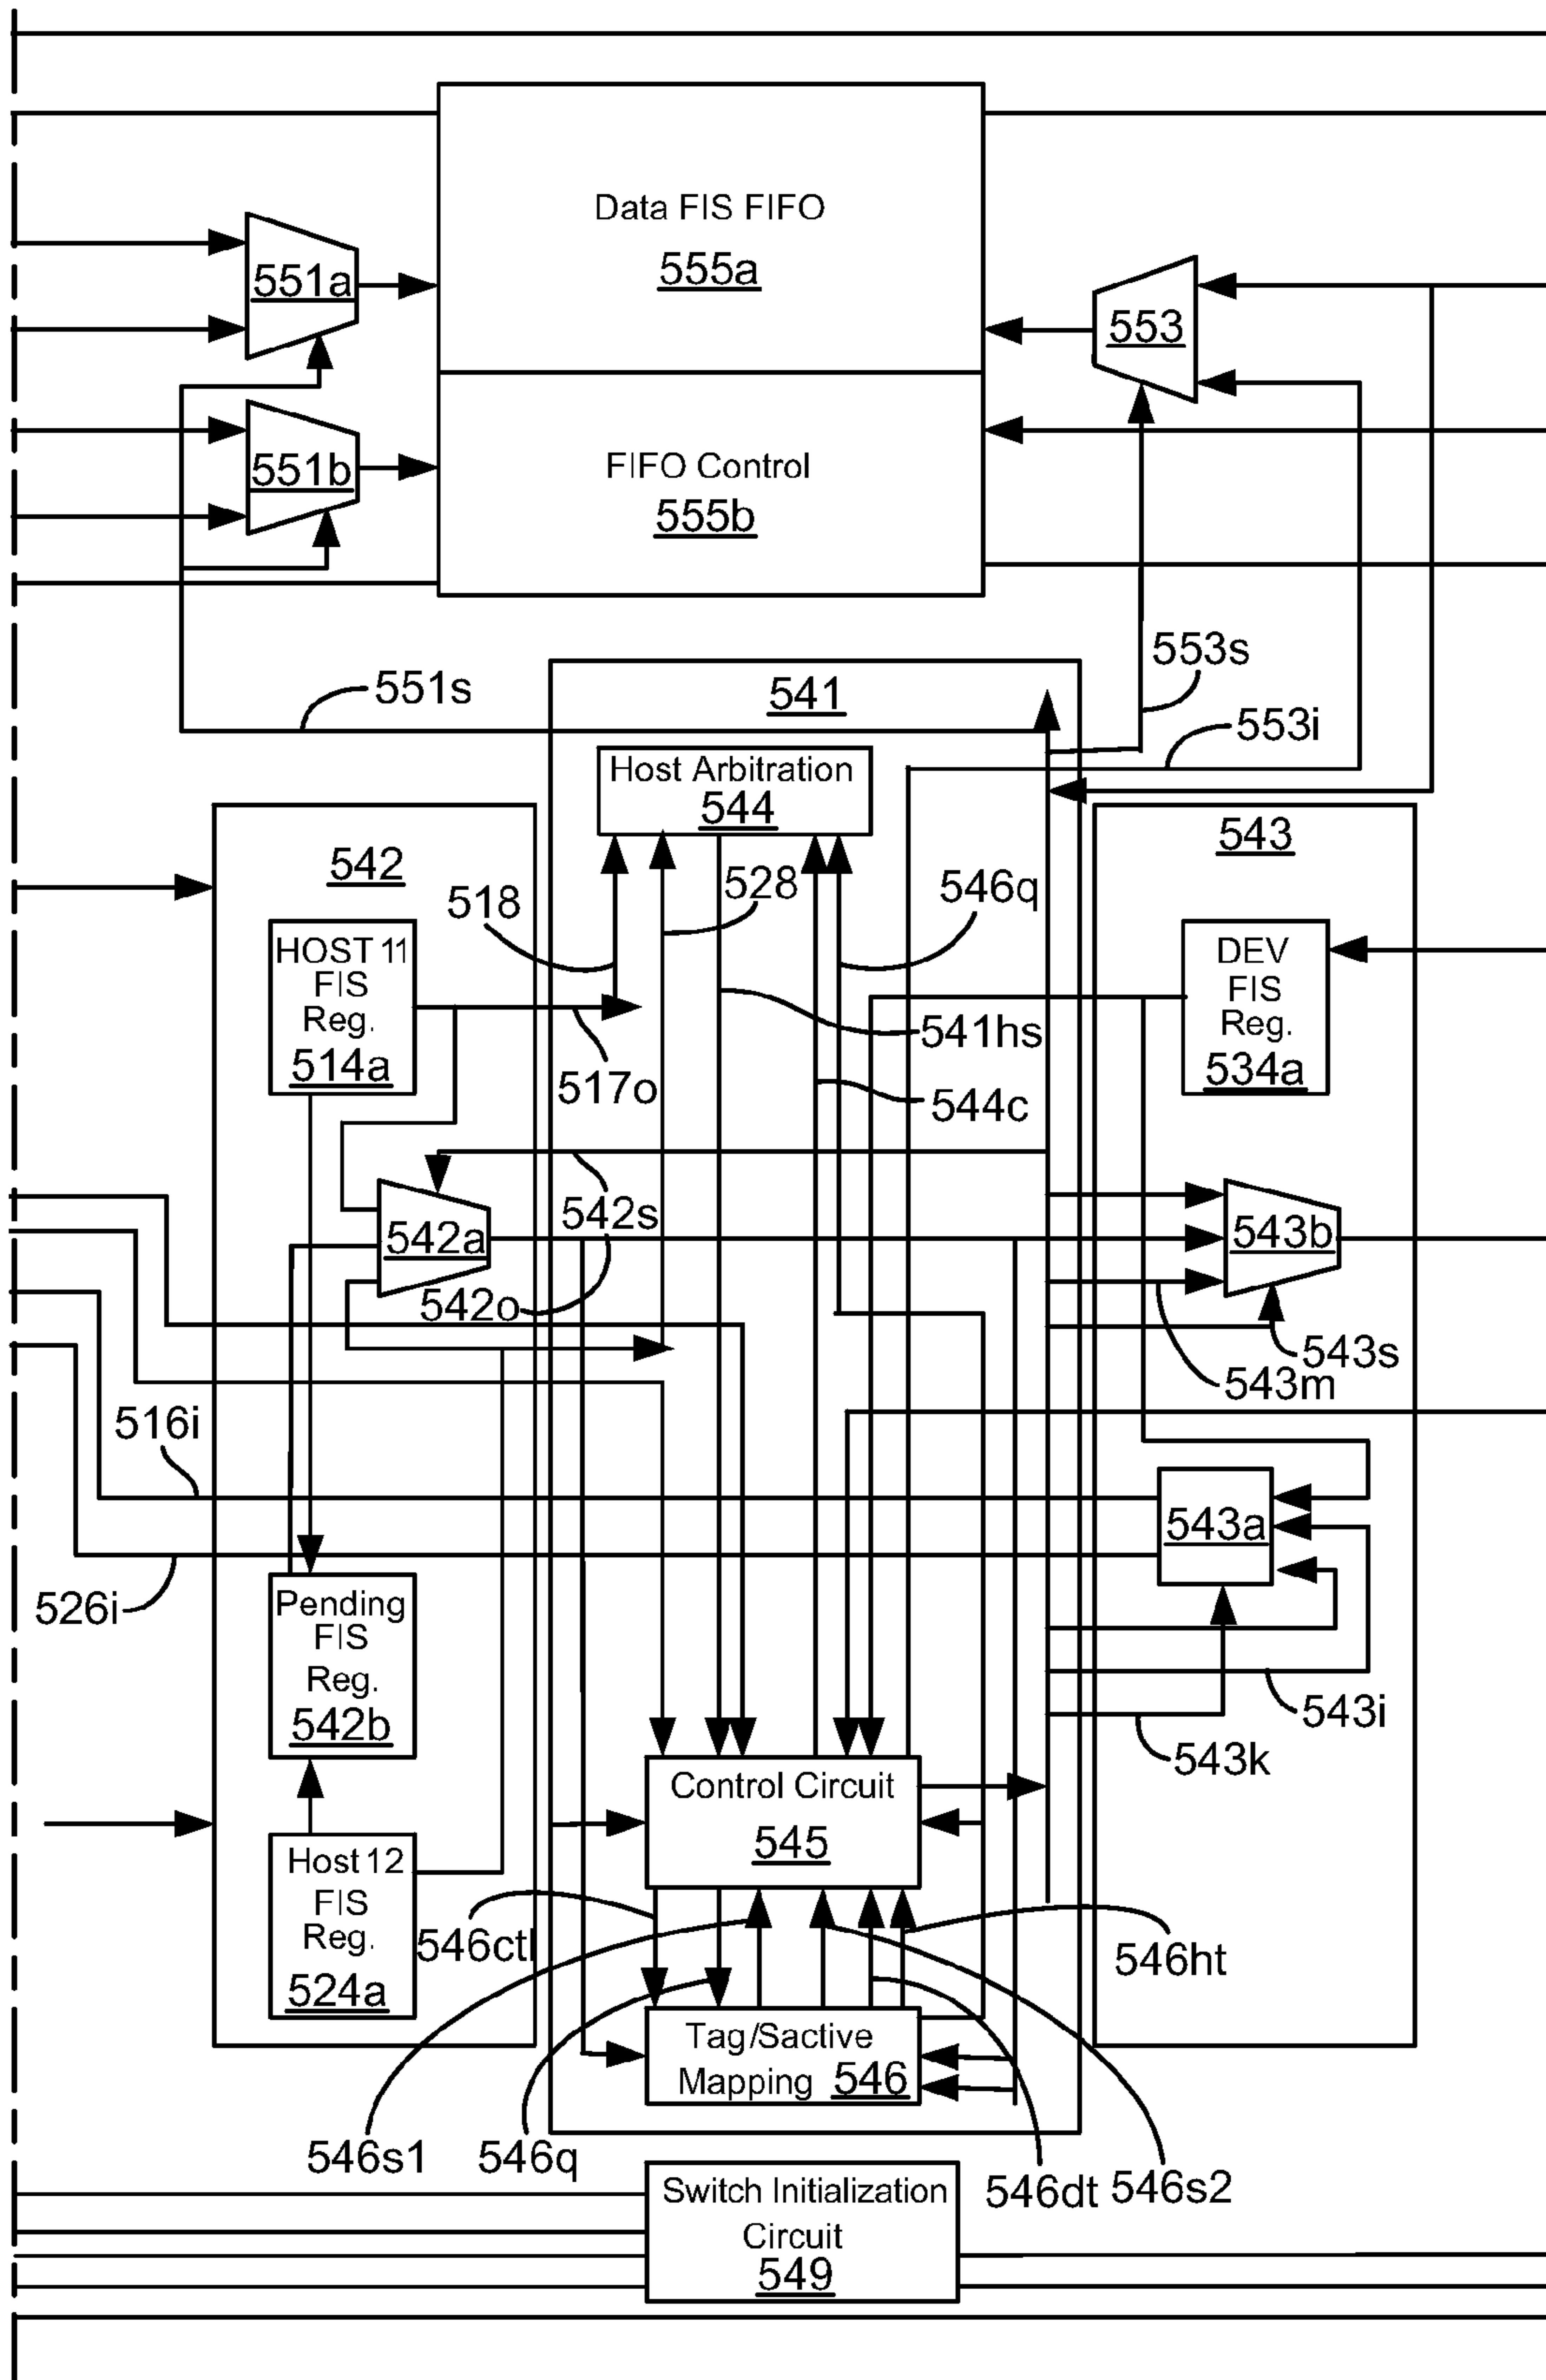 Data FIS FIFO
555a
551a
553
551b
FIFO Control
555b
553s
551s
541
553i
Host Arbitration
544
543
542
528
546q
518
HOST 11
FIS
Reg.
514a
DEV
FIS
Reg.
534a
541hs
517o
544c
542s
542a
543b
542o
543s
543m
516i
543a
526i
Pending
FIS
Reg.
542b
543i
543k
Control Circuit
545
Host 12
FIS
Reg.
524a
546ctl
546ht
Tag/Sactive
Mapping 546
546s1
546q
546dt
546s2
Switch Initialization
Circuit
549